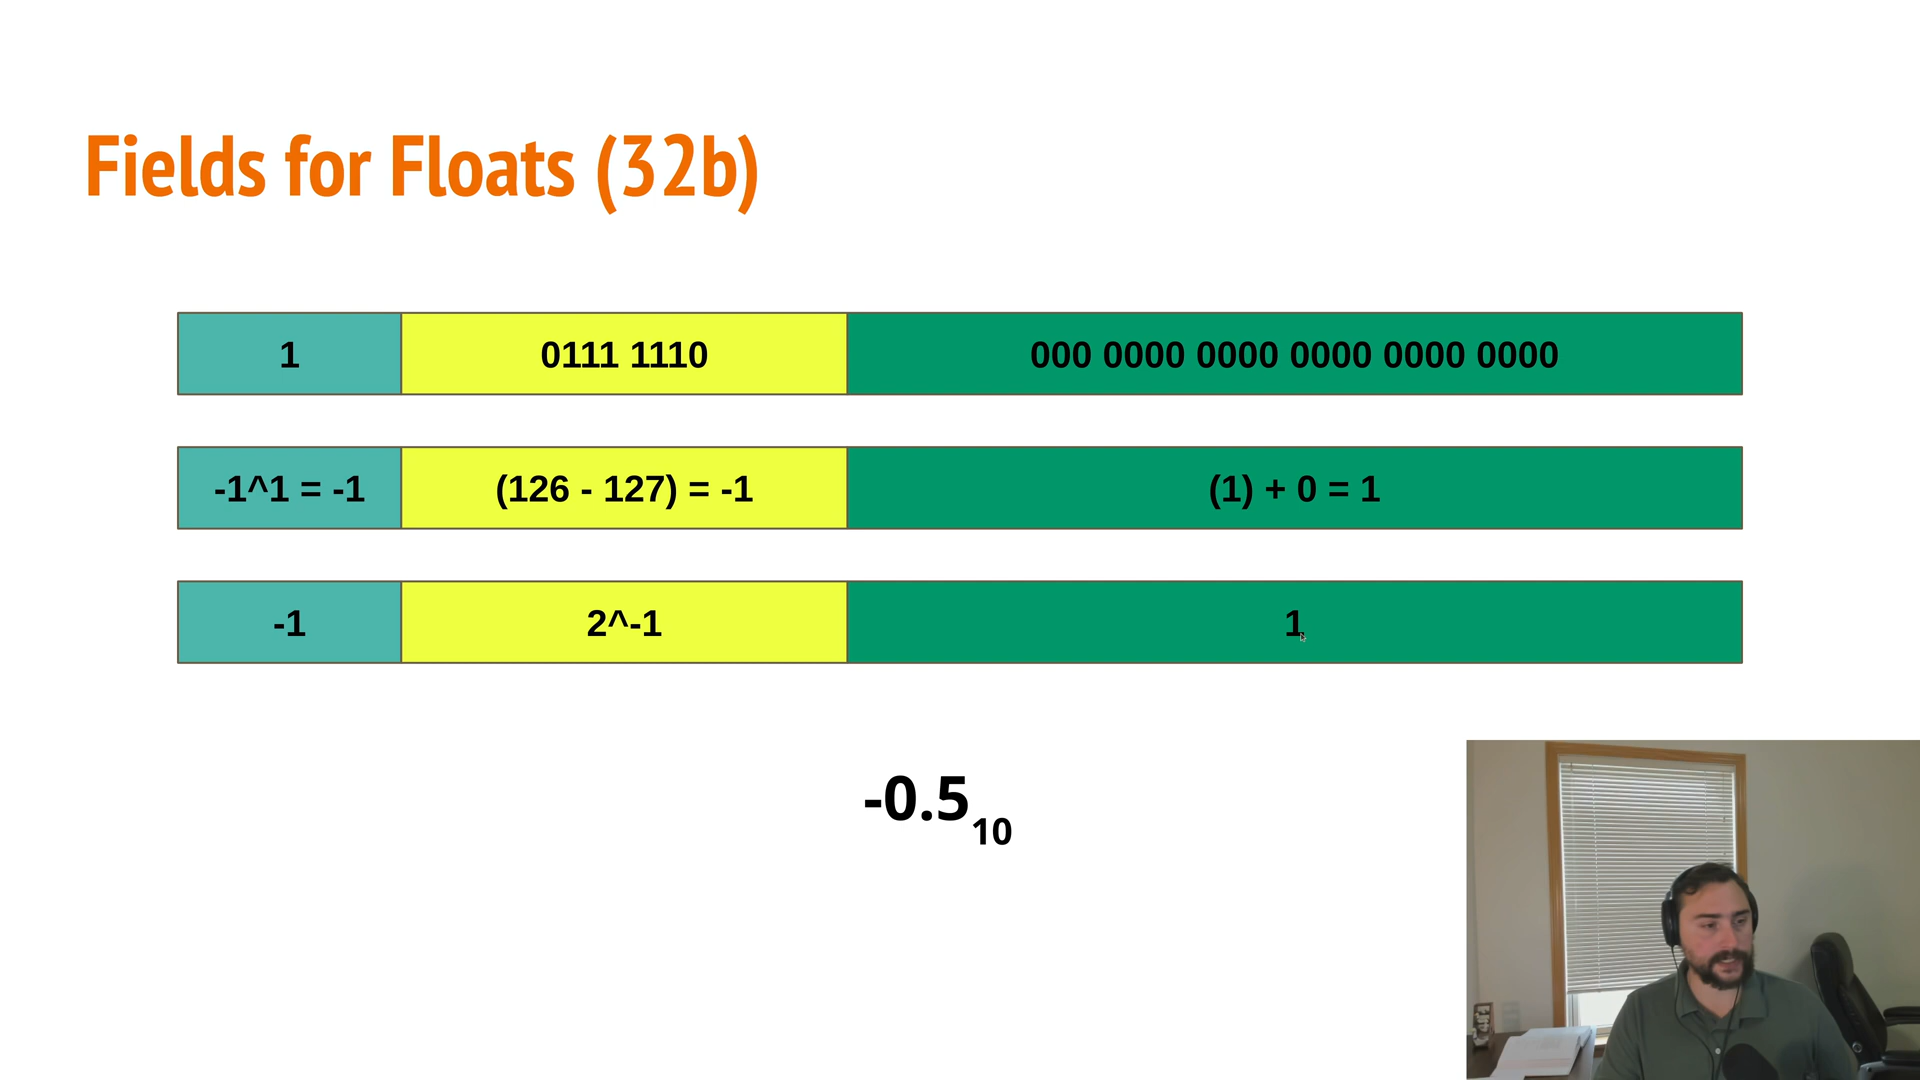 Fields for Floats (32b)
1 0111 1110 000 0000 0000 0000 0000 0000
-1^1 = -1 (126 - 127) = -1 (1) + 0 = 1
-1 2^-1 1
-0.5₁₀